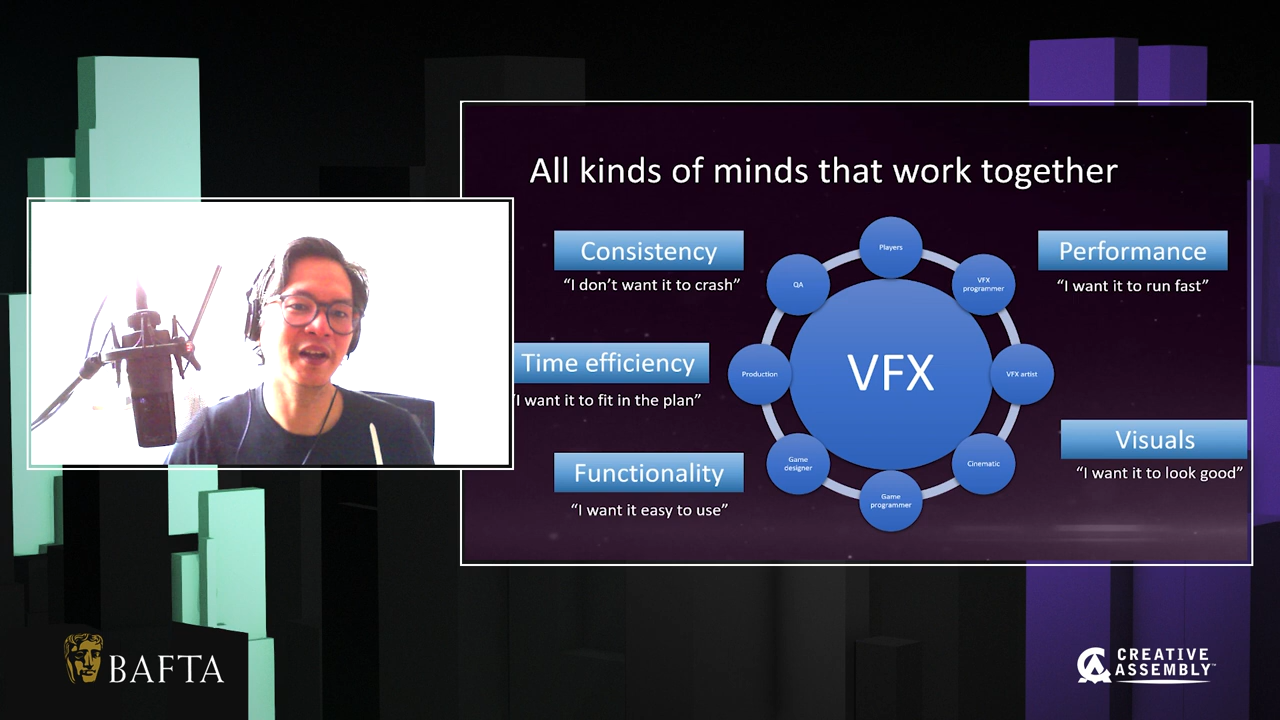 All kinds of minds that work together
Consistency
“I don’t want it to crash”
Time efficiency
I want it to fit in the plan”
Functionality
“I want it easy to use”
Players
VFX
programmer
VFX artist
Cinematic
Game
programmer
Game
designer
Production
QA
VFX
Performance
“I want it to run fast”
Visuals
“I want it to look good”
BAFTA
CREATIVE
ASSEMBLY™